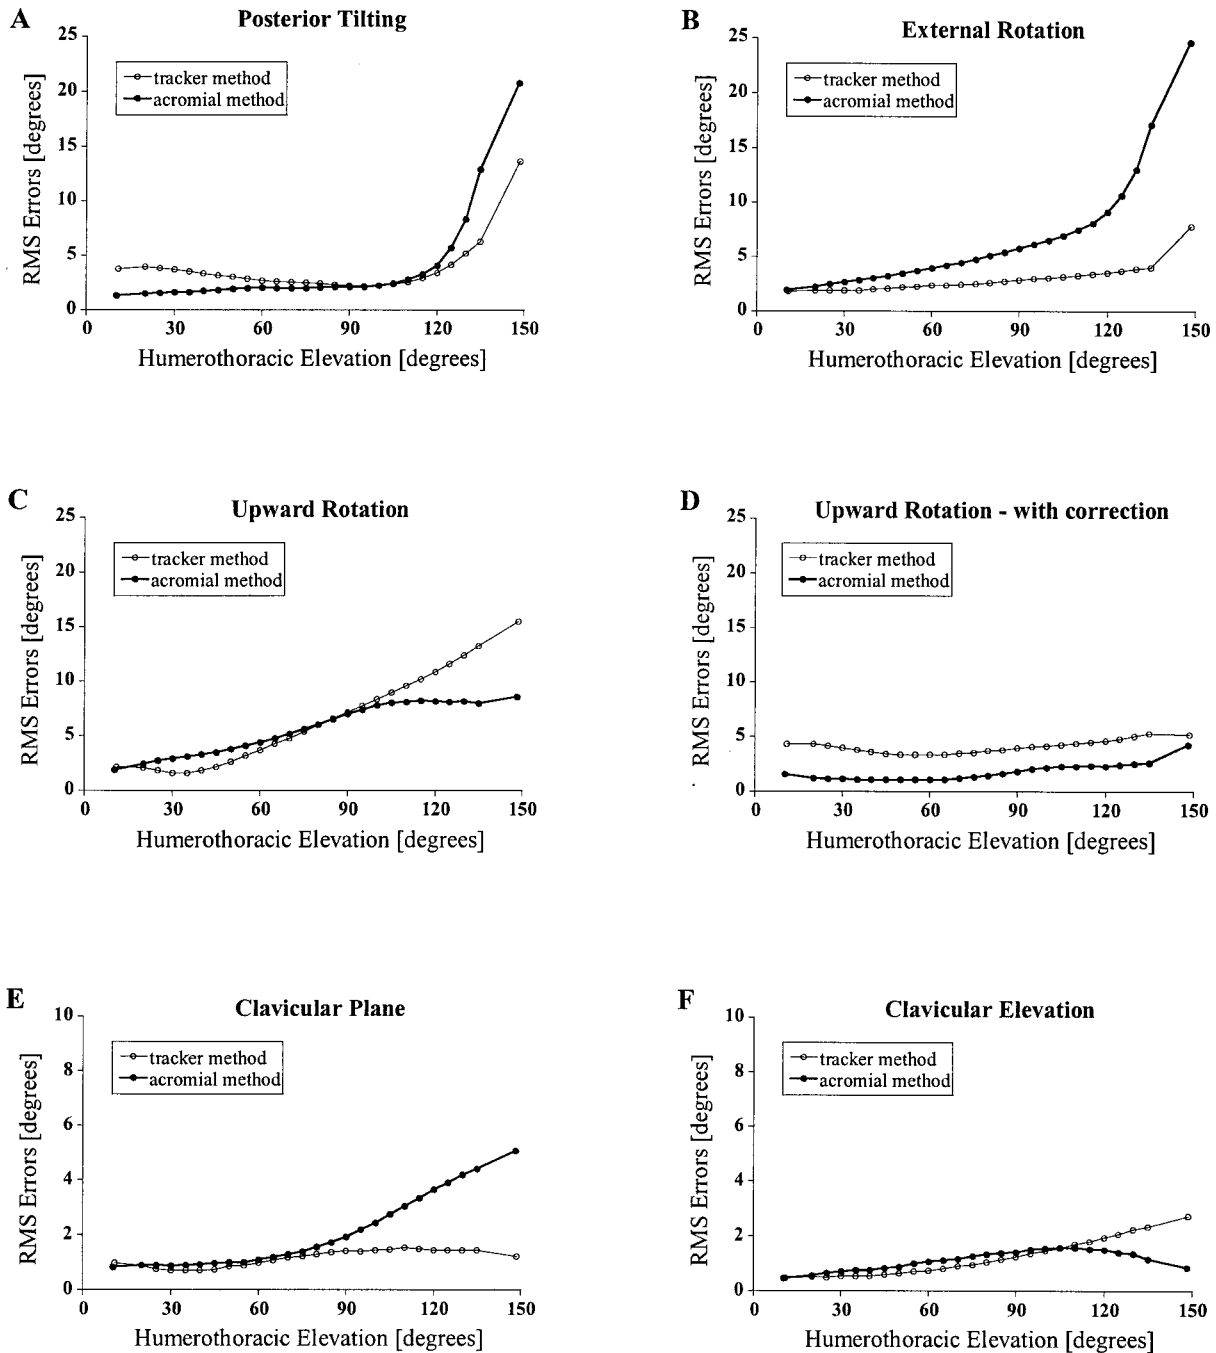 A
Posterior Tilting
25
20
15
10
5
0
RMS Errors [degrees]
tracker method
acromial method
0 30 60 90 120 150
Humerothoracic Elevation [degrees]
B
External Rotation
25
20
15
10
5
0
RMS Errors [degrees]
tracker method
acromial method
0 30 60 90 120 150
Humerothoracic Elevation [degrees]
C
Upward Rotation
25
20
15
10
5
0
RMS Errors [degrees]
tracker method
acromial method
0 30 60 90 120 150
Humerothoracic Elevation [degrees]
D
Upward Rotation - with correction
25
20
15
10
5
0
RMS Errors [degrees]
tracker method
acromial method
0 30 60 90 120 150
Humerothoracic Elevation [degrees]
E
Clavicular Plane
10
8
6
4
2
0
RMS Errors [degrees]
tracker method
acromial method
0 30 60 90 120 150
Humerothoracic Elevation [degrees]
F
Clavicular Elevation
10
8
6
4
2
0
RMS Errors [degrees]
tracker method
acromial method
0 30 60 90 120 150
Humerothoracic Elevation [degrees]